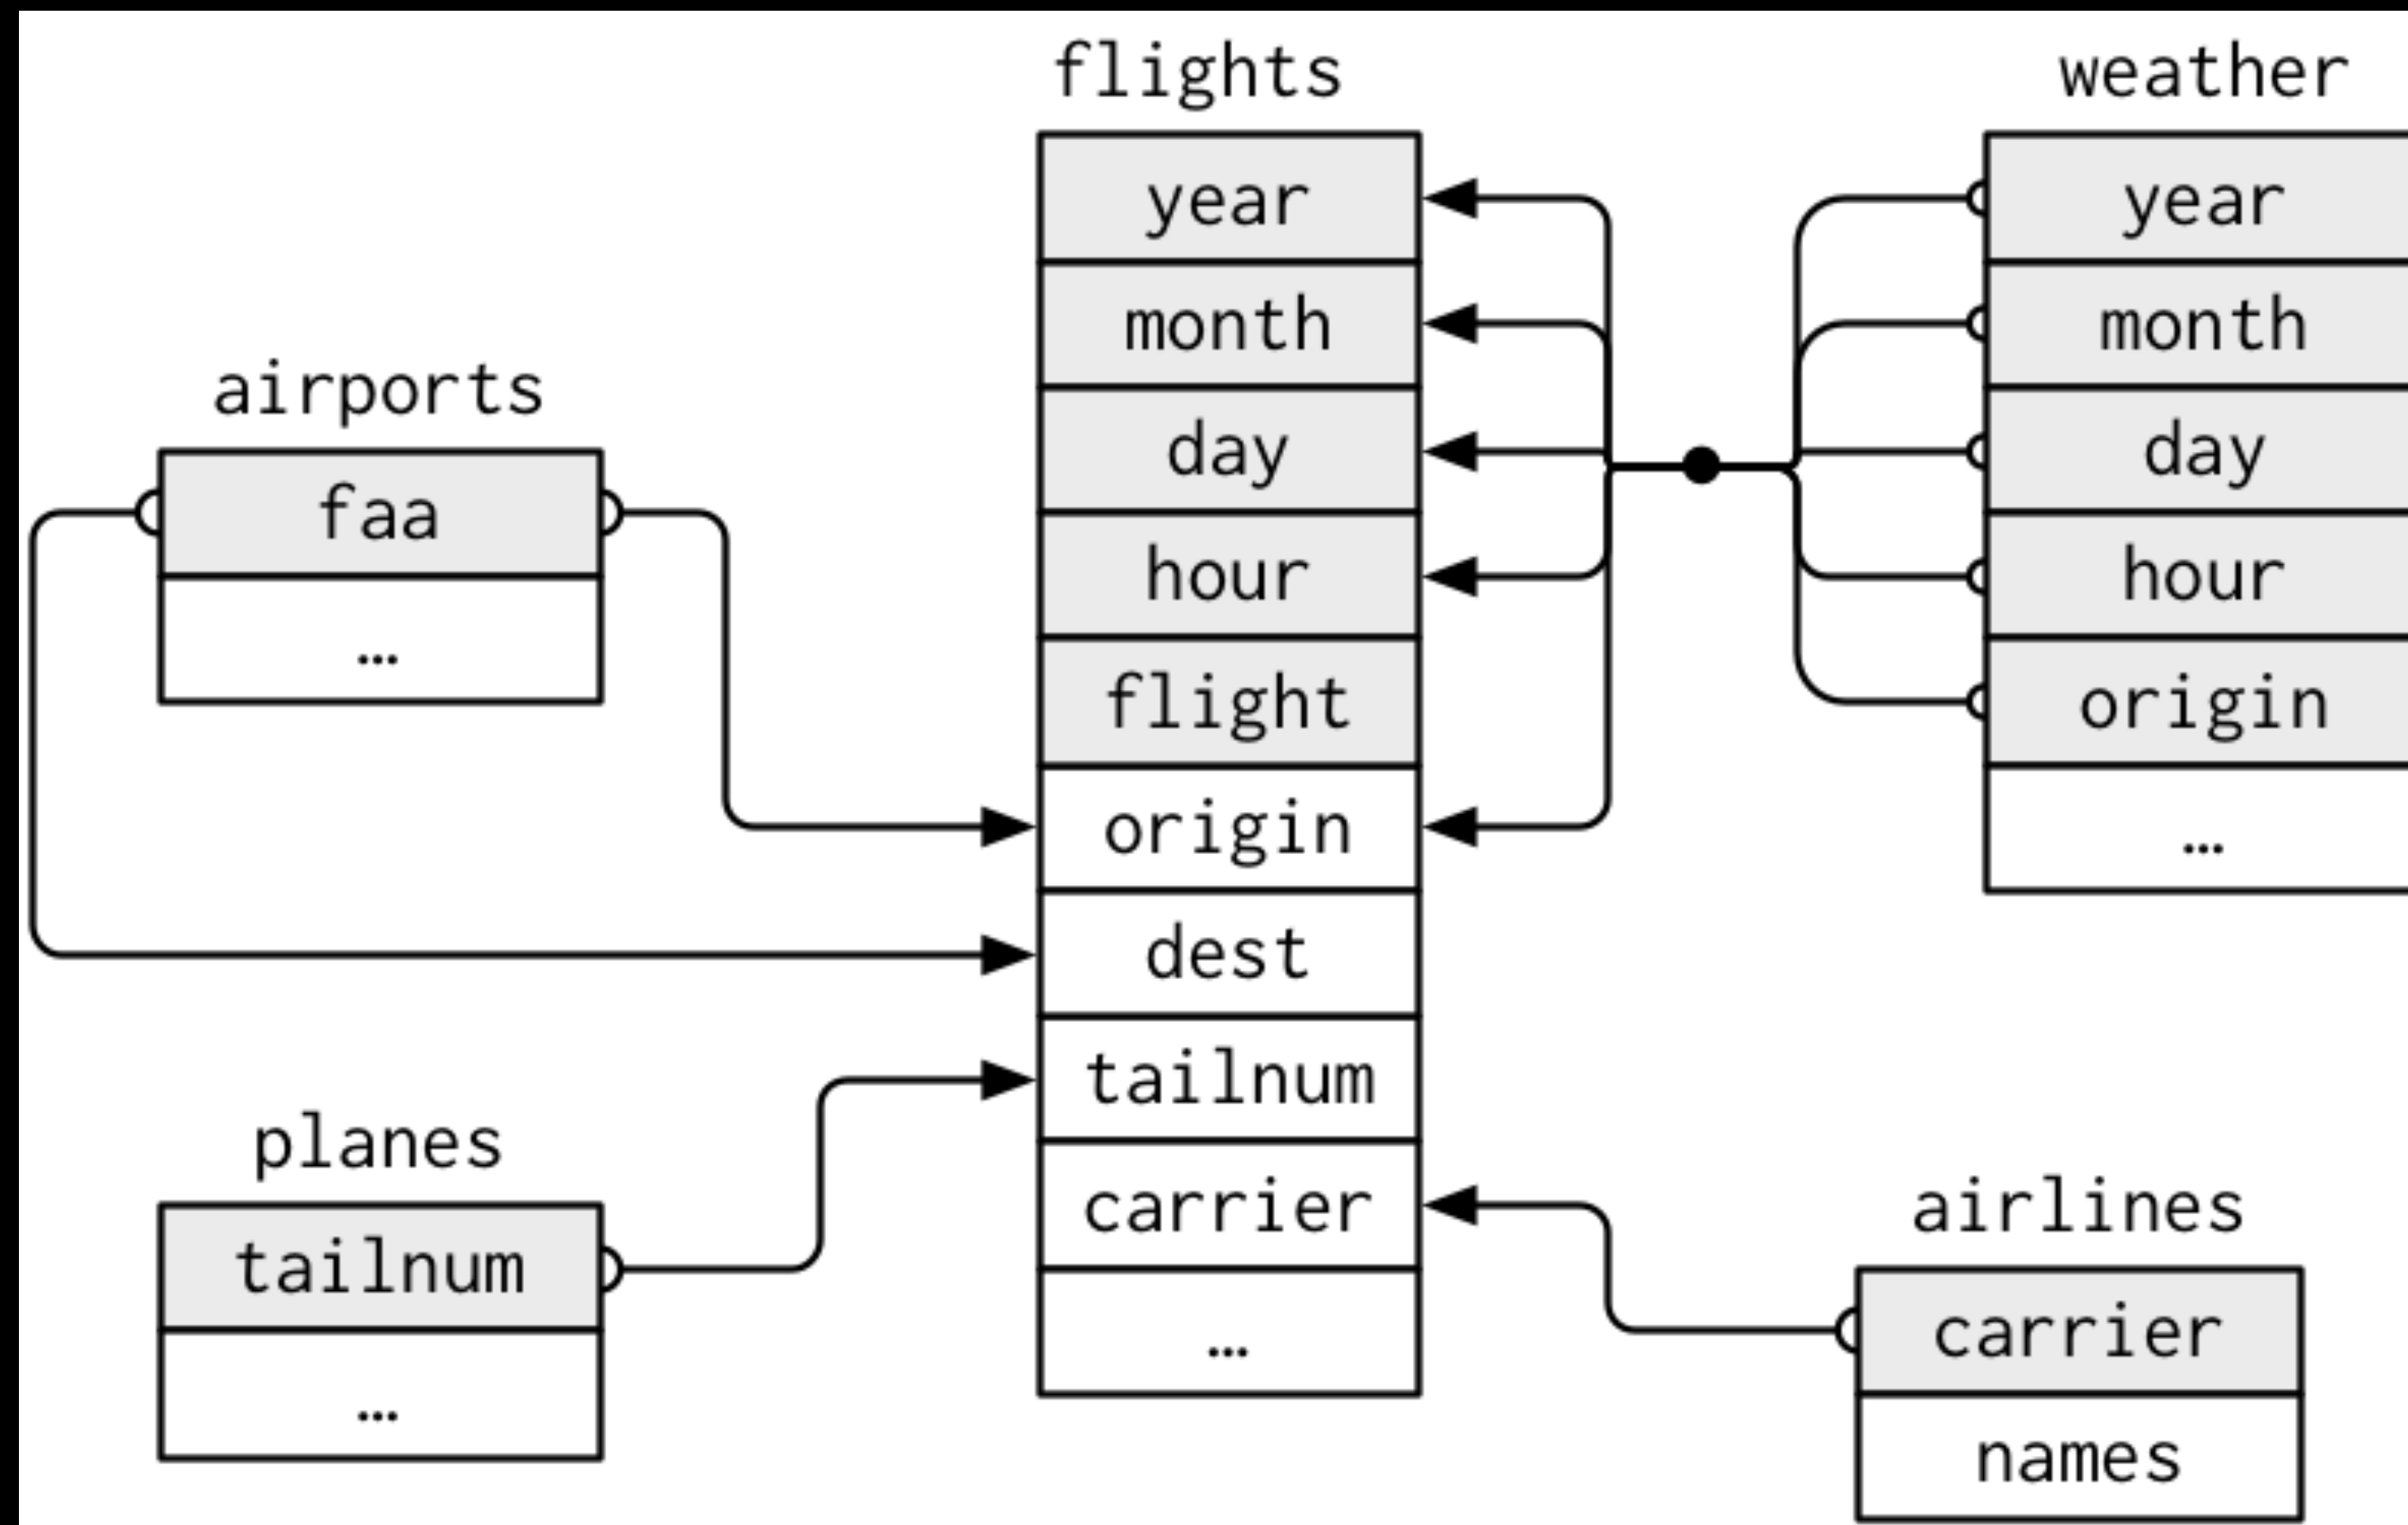 flights
year
month
day
hour
flight
origin
dest
tailnum
carrier
…
weather
year
month
day
hour
origin
…
airports
faa
…
planes
tailnum
…
airlines
carrier
names